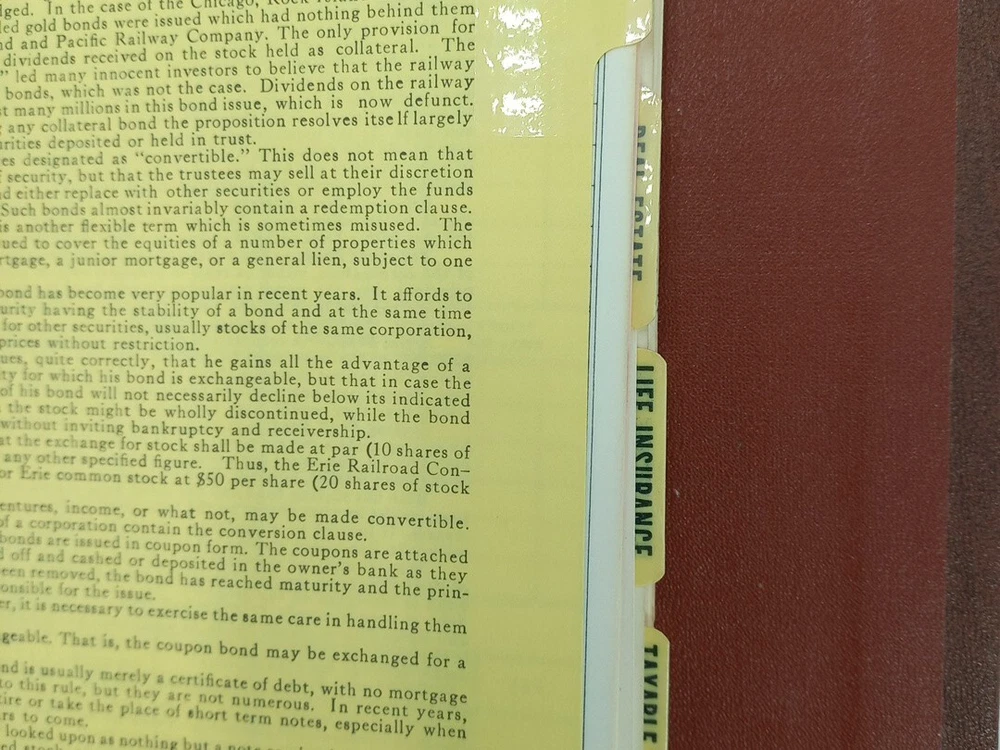 lged. In the case of the Chicago, Rock
led gold bonds were issued which had nothing behind them
nd and Pacific Railway Company. The only provision for
dividends received on the stock held as collateral. The
" led many innocent investors to believe that the railway
bonds, which was not the case. Dividends on the railway
st many millions in this bond issue, which is now defunct.
g any collateral bond the proposition resolves itself largely
urities deposited or held in trust.
es designated as "convertible." This does not mean that
f security, but that the trustees may sell at their discretion
nd either replace with other securities or employ the funds
Such bonds almost invariably contain a redemption clause.
is another flexible term which is sometimes misused. The
ued to cover the equities of a number of properties which
rtgage, a junior mortgage, or a general lien, subject to one
bond has become very popular in recent years. It affords to
urity having the stability of a bond and at the same time
for other securities, usually stocks of the same corporation,
prices without restriction.
ues, quite correctly, that he gains all the advantage of a
ty for which his bond is exchangeable, but that in case the
of his bond will not necessarily decline below its indicated
the stock might be wholly discontinued, while the bond
without inviting bankruptcy and receivership.
at the exchange for stock shall be made at par (10 shares of
any other specified figure. Thus, the Erie Railroad Con-
or Erie common stock at $50 per share (20 shares of stock
entures, income, or what not, may be made convertible.
of a corporation contain the conversion clause.
bonds are issued in coupon form. The coupons are attached
d off and cashed or deposited in the owner's bank as they
een removed, the bond has reached maturity and the prin-
onsible for the issue.
er, it is necessary to exercise the same care in handling them
geable. That is, the coupon bond may be exchanged for a
nd is usually merely a certificate of debt, with no mortgage
to this rule, but they are not numerous. In recent years,
tire or take the place of short term notes, especially when
rs to come.
looked upon as nothing but a
REAL ESTATE
LIFE INSURANCE
TAXABLE